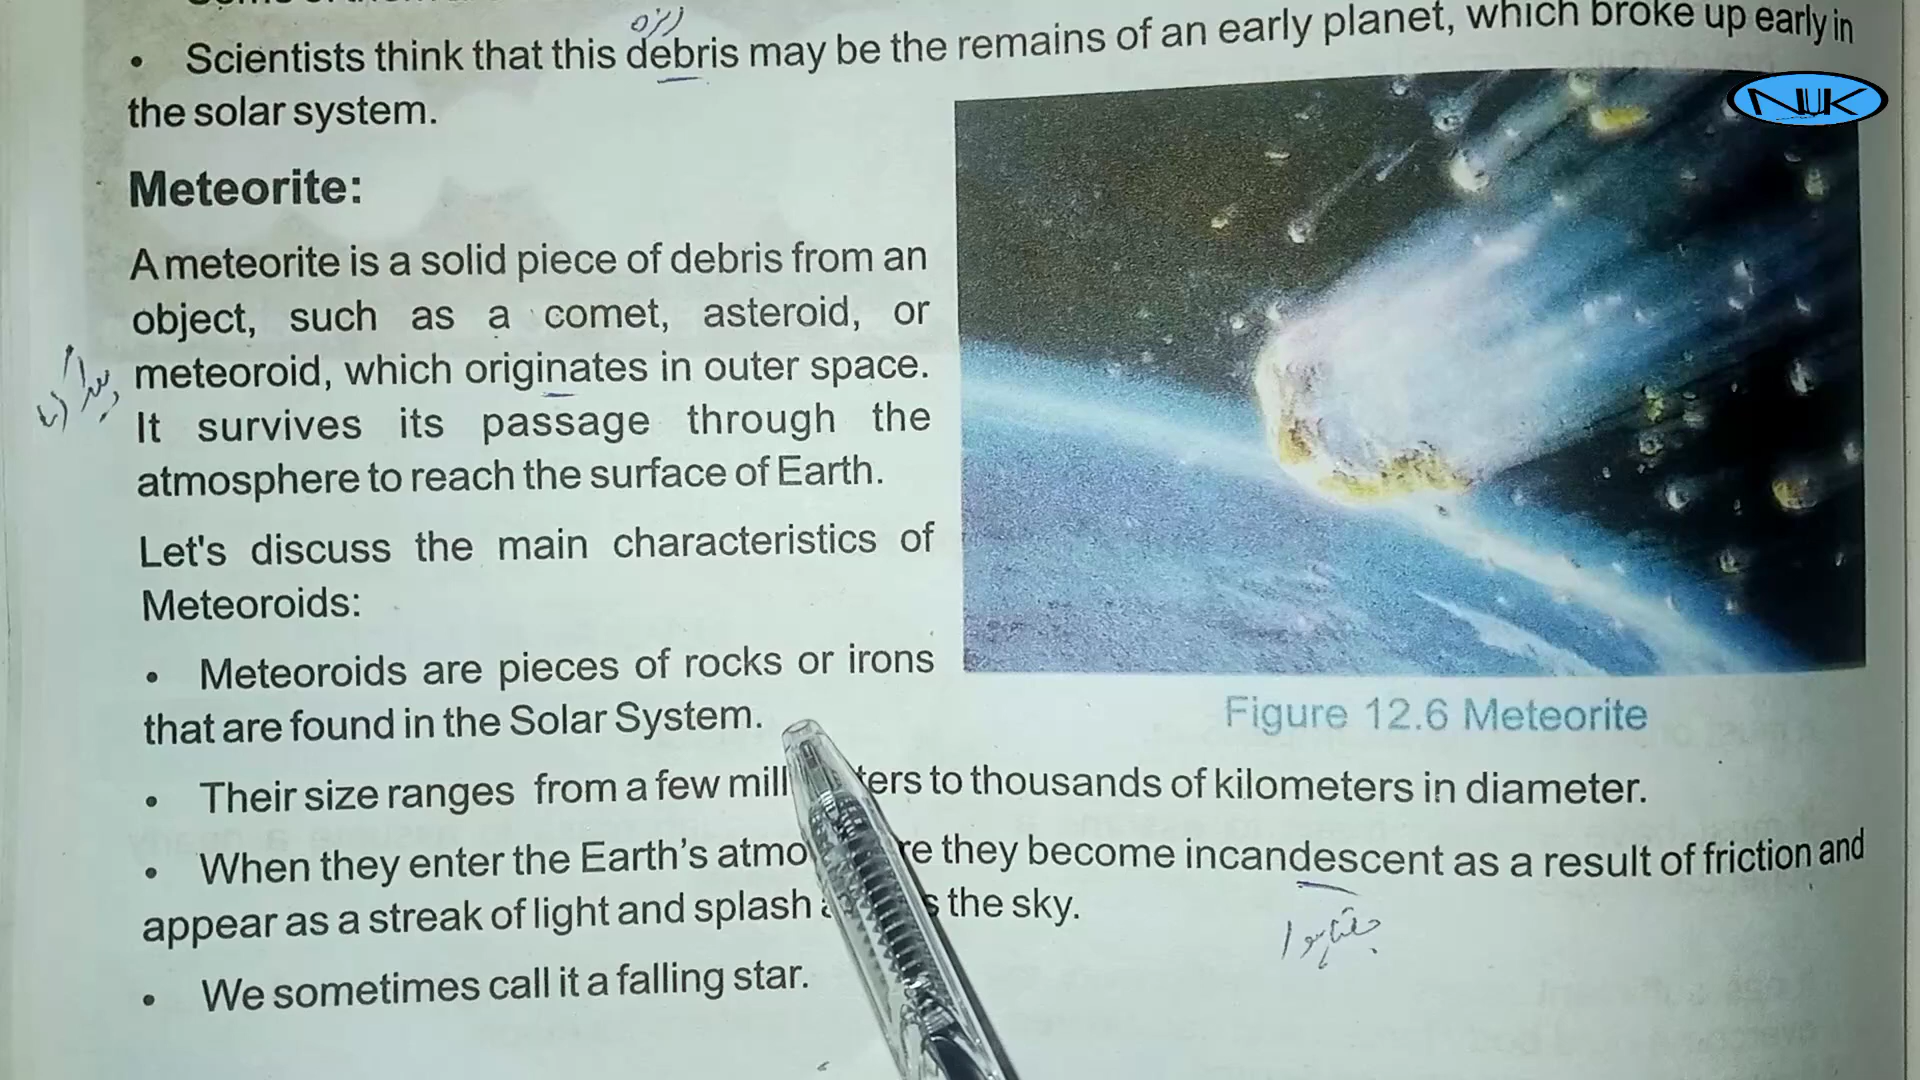 ریزہ
• Scientists think that this debris may be the remains of an early planet, which broke up early in
the solar system.
NUK
Meteorite:
A meteorite is a solid piece of debris from an
object, such as a comet, asteroid, or
meteoroid, which originates in outer space.
It survives its passage through the
atmosphere to reach the surface of Earth.
Let's discuss the main characteristics of
Meteoroids:
• Meteoroids are pieces of rocks or irons
that are found in the Solar System.
Figure 12.6 Meteorite
• Their size ranges from a few mill ters to thousands of kilometers in diameter.
• When they enter the Earth's atmo re they become incandescent as a result of friction and
appear as a streak of light and splash a s the sky.
• We sometimes call it a falling star.